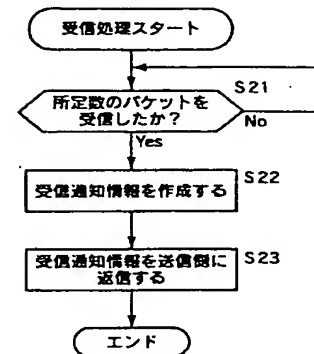 受信処理スタート
S21
所定数のパケットを
受信したか?
No
Yes
S22
受信通知情報を作成する
S23
受信通知情報を送信側に
返信する
エンド